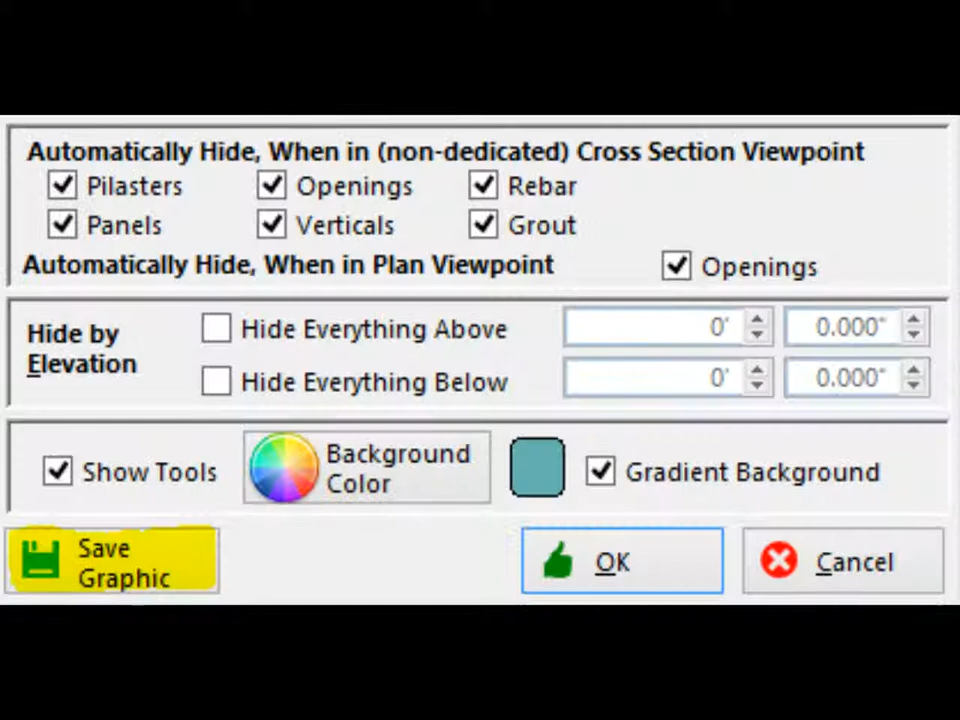 Automatically Hide, When in (non-dedicated) Cross Section Viewpoint
Pilasters Openings Rebar
Panels Verticals Grout
Automatically Hide, When in Plan Viewpoint Openings
Hide by Elevation
Hide Everything Above 0' 0.000"
Hide Everything Below 0' 0.000"
Show Tools
Background
Color
Gradient Background
Save
Graphic
OK
Cancel